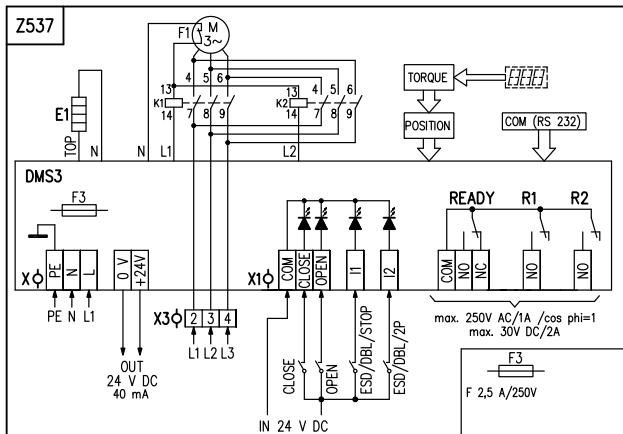 Z537
F1
M
3~
4 5 6
13
K1
14
7 8 9
13
K2
14
4 5 6
7 8 9
TORQUE
POSITION
COM (RS 232)
E1
TOP
N
N
L1
L2
DMS3
F3
READY
R1
R2
X
PE
N
L
0 V
+24V
X1
COM
CLOSE
OPEN
I1
I2
COM
NO
NC
NO
NO
PE N L1
X3
2 3 4
L1 L2 L3
max. 250V AC/1A /cos phi=1
max. 30V DC/2A
OUT
24 V DC
40 mA
CLOSE
OPEN
ESD/DBL/STOP
ESD/DBL/2P
IN 24 V DC
F3
F 2,5 A/250V